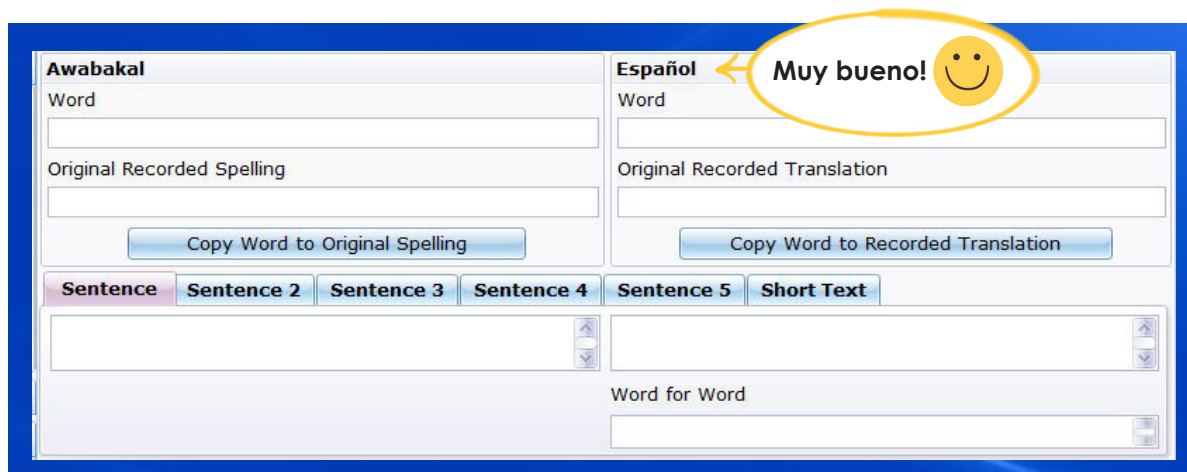 Awabakal
Word
Original Recorded Spelling
Copy Word to Original Spelling
Español
Muy bueno!
Word
Original Recorded Translation
Copy Word to Recorded Translation
Sentence Sentence 2 Sentence 3 Sentence 4 Sentence 5 Short Text
Word for Word